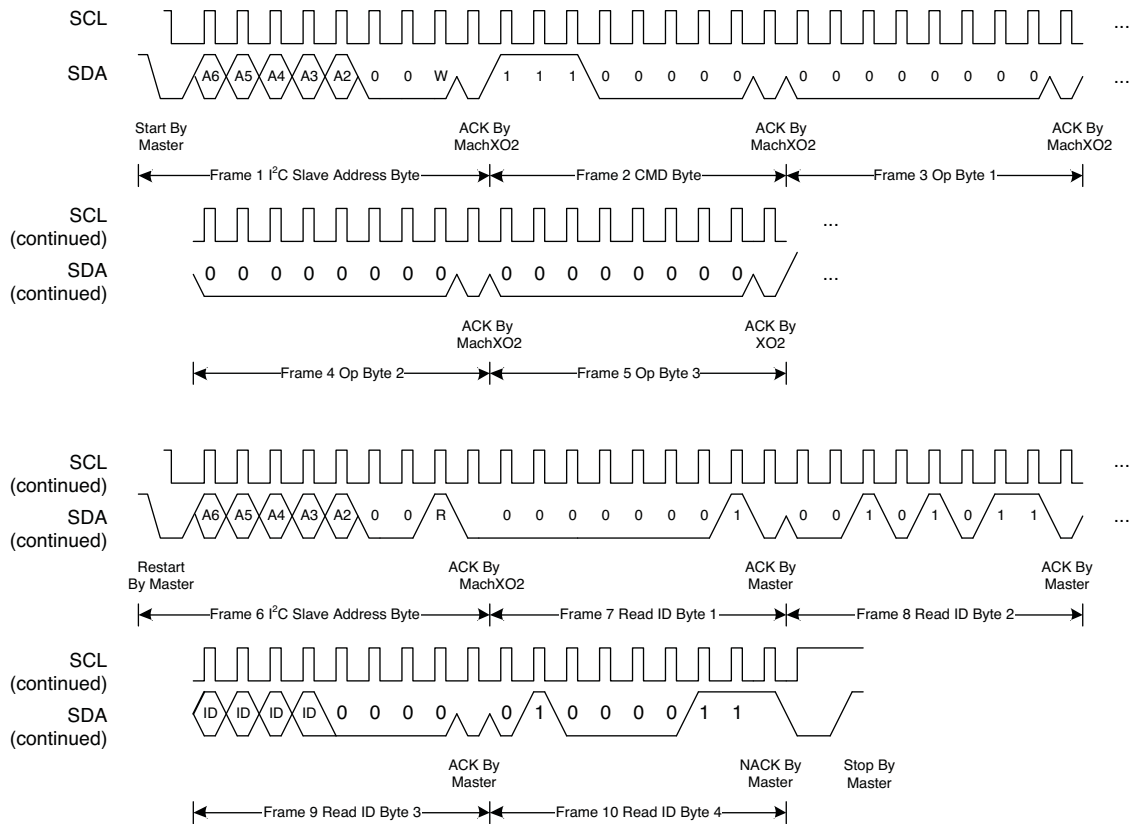 SCL ...
SDA A6 A5 A4 A3 A2 0 0 W 1 1 1 0 0 0 0 0 0 0 0 0 0 0 0 0 ...
Start By Master
ACK By MachXO2
ACK By MachXO2
ACK By MachXO2
Frame 1 I²C Slave Address Byte
Frame 2 CMD Byte
Frame 3 Op Byte 1
SCL (continued) ...
SDA (continued) 0 0 0 0 0 0 0 0 0 0 0 0 0 0 0 0 ...
ACK By MachXO2
ACK By XO2
Frame 4 Op Byte 2
Frame 5 Op Byte 3
SCL (continued) ...
SDA (continued) A6 A5 A4 A3 A2 0 0 R 0 0 0 0 0 0 0 1 0 0 1 0 1 0 1 1 ...
Restart By Master
ACK By MachXO2
ACK By Master
ACK By Master
Frame 6 I²C Slave Address Byte
Frame 7 Read ID Byte 1
Frame 8 Read ID Byte 2
SCL (continued)
SDA (continued) ID ID ID ID 0 0 0 0 0 1 0 0 0 0 1 1
ACK By Master
NACK By Master
Stop By Master
Frame 9 Read ID Byte 3
Frame 10 Read ID Byte 4